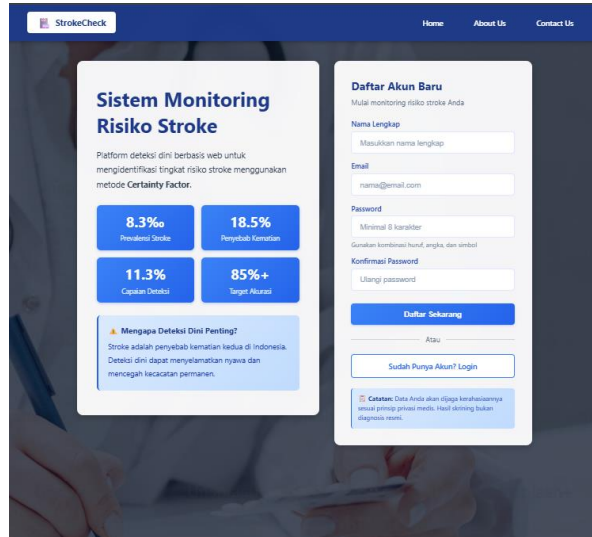 StrokeCheck
Home
About Us
Contact Us
Sistem Monitoring
Risiko Stroke
Platform deteksi dini berbasis web untuk
mengidentifikasi tingkat risiko stroke menggunakan
metode Certainty Factor.
8.3‰
Prevalensi Stroke
18.5%
Penyebab Kematian
11.3%
Capaian Deteksi
85%+
Target Akurasi
Mengapa Deteksi Dini Penting?
Stroke adalah penyebab kematian kedua di Indonesia.
Deteksi dini dapat menyelamatkan nyawa dan
mencegah kecacatan permanen.
Daftar Akun Baru
Mulai monitoring risiko stroke Anda
Nama Lengkap
Masukkan nama lengkap
Email
nama@email.com
Password
Minimal 8 karakter
Gunakan kombinasi huruf, angka, dan simbol
Konfirmasi Password
Ulangi password
Daftar Sekarang
Atau
Sudah Punya Akun? Login
Catatan: Data Anda akan dijaga kerahasiaannya
sesuai prinsip privasi medis. Hasil skrining bukan
diagnosis resmi.